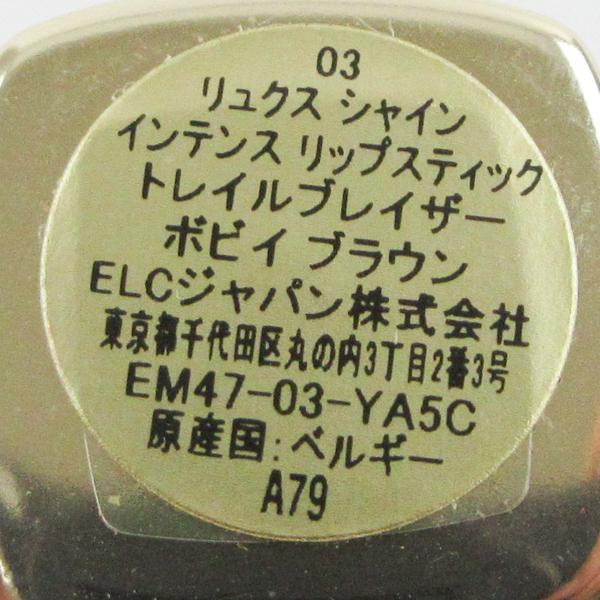 03
リュクス シャイン
インテンス リップスティック
トレイルブレイザー
ボビイ ブラウン
ELCジャパン株式会社
東京都千代田区丸の内3丁目2番3号
EM47-03-YA5C
原産国:ベルギー
A79